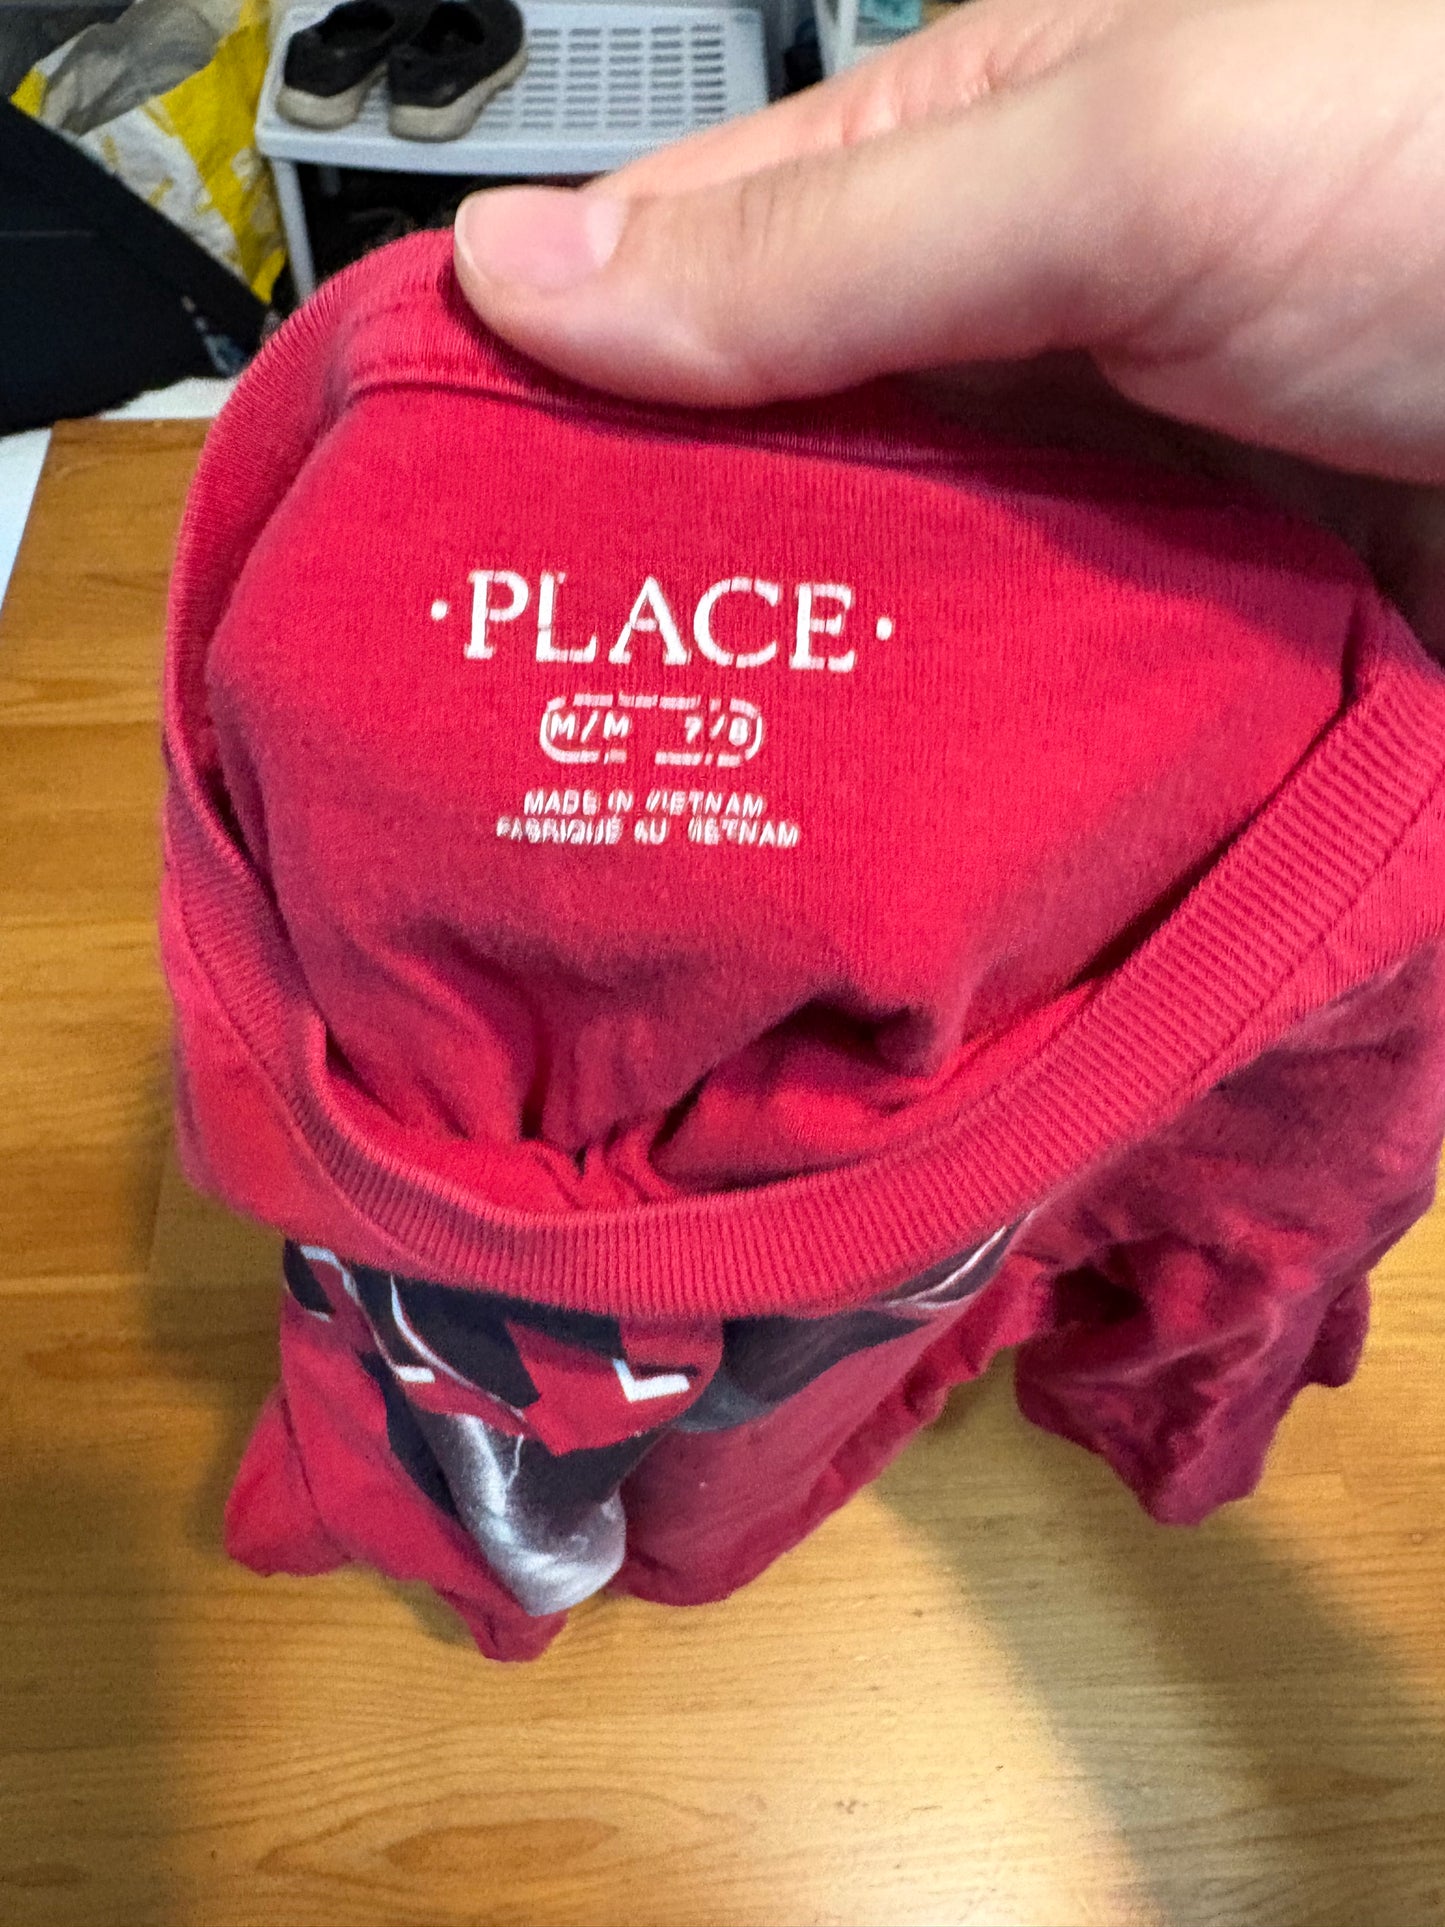 ·PLACE·
M/M 7/8
MADE IN VIETNAM
FABRIQUE AU VIETNAM